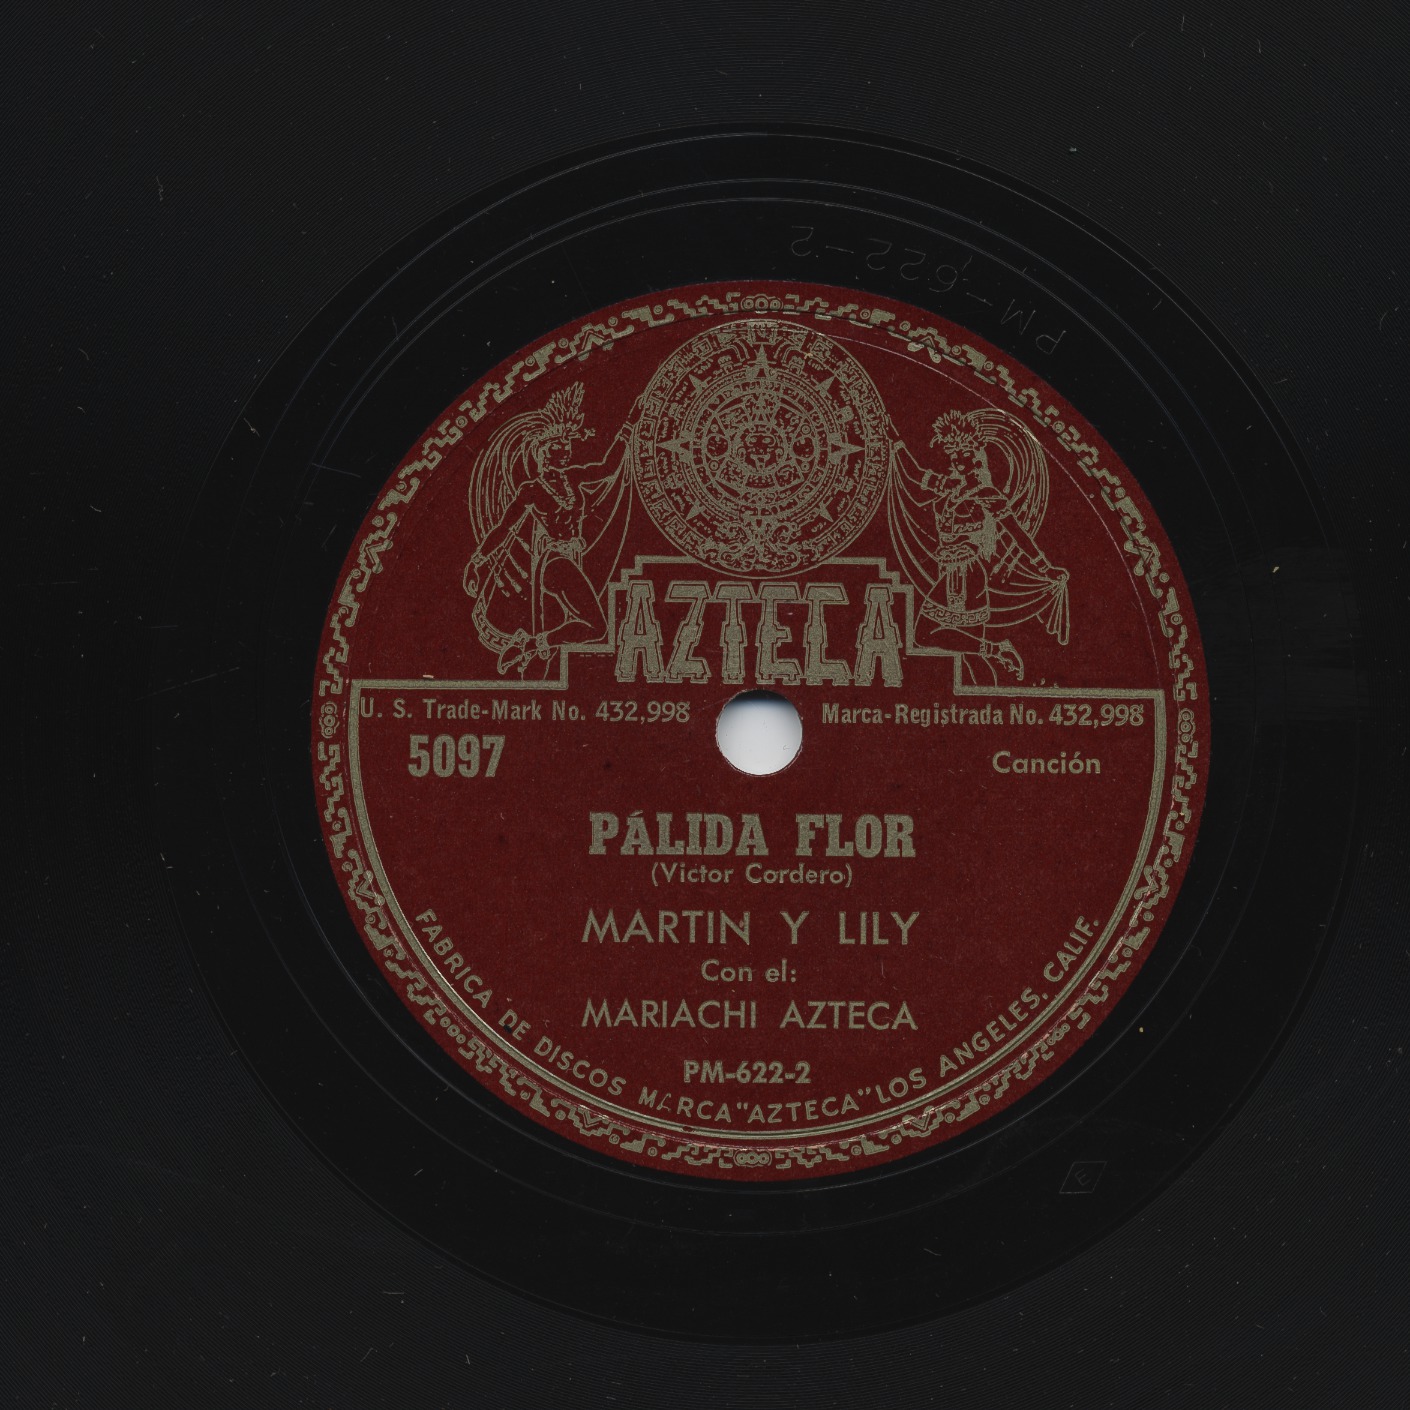 PM-622-2
AZTECA
U. S. Trade-Mark No. 432,998
Marca-Registrada No. 432,998
5097
Canción
PÁLIDA FLOR
(Victor Cordero)
MARTIN Y LILY
Con el:
MARIACHI AZTECA
PM-622-2
FABRICA DE DISCOS MARCA "AZTECA" LOS ANGELES, CALIF.
E